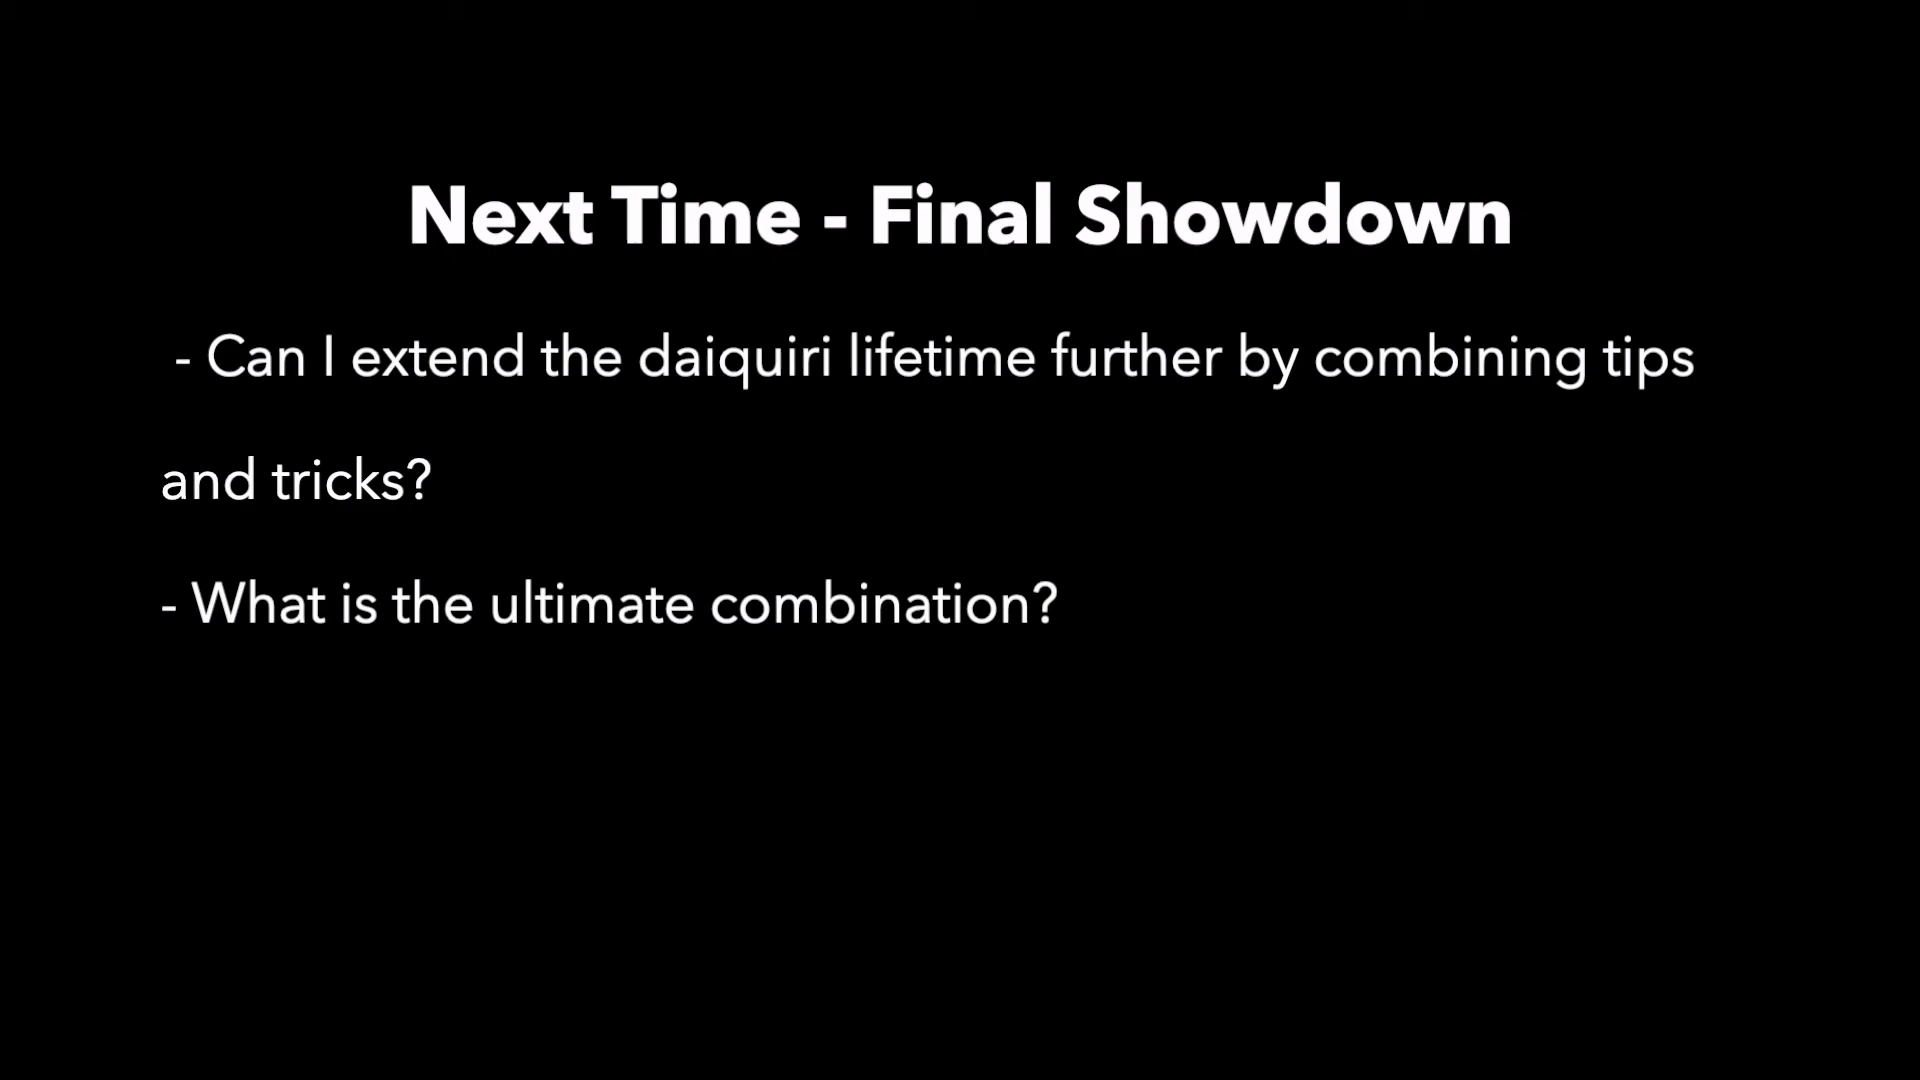 Next Time - Final Showdown
- Can I extend the daiquiri lifetime further by combining tips
and tricks?
- What is the ultimate combination?